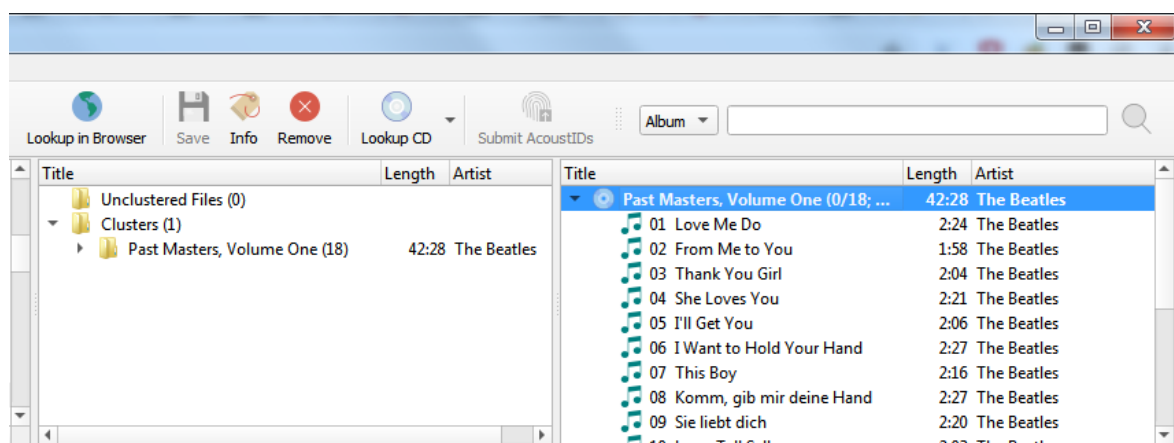 Lookup in Browser Save Info Remove Lookup CD Submit AcoustIDs Album
Title Length Artist
Unclustered Files (0)
Clusters (1)
Past Masters, Volume One (18) 42:28 The Beatles
Title Length Artist
Past Masters, Volume One (0/18; ... 42:28 The Beatles
01 Love Me Do 2:24 The Beatles
02 From Me to You 1:58 The Beatles
03 Thank You Girl 2:04 The Beatles
04 She Loves You 2:21 The Beatles
05 I'll Get You 2:06 The Beatles
06 I Want to Hold Your Hand 2:27 The Beatles
07 This Boy 2:16 The Beatles
08 Komm, gib mir deine Hand 2:27 The Beatles
09 Sie liebt dich 2:20 The Beatles